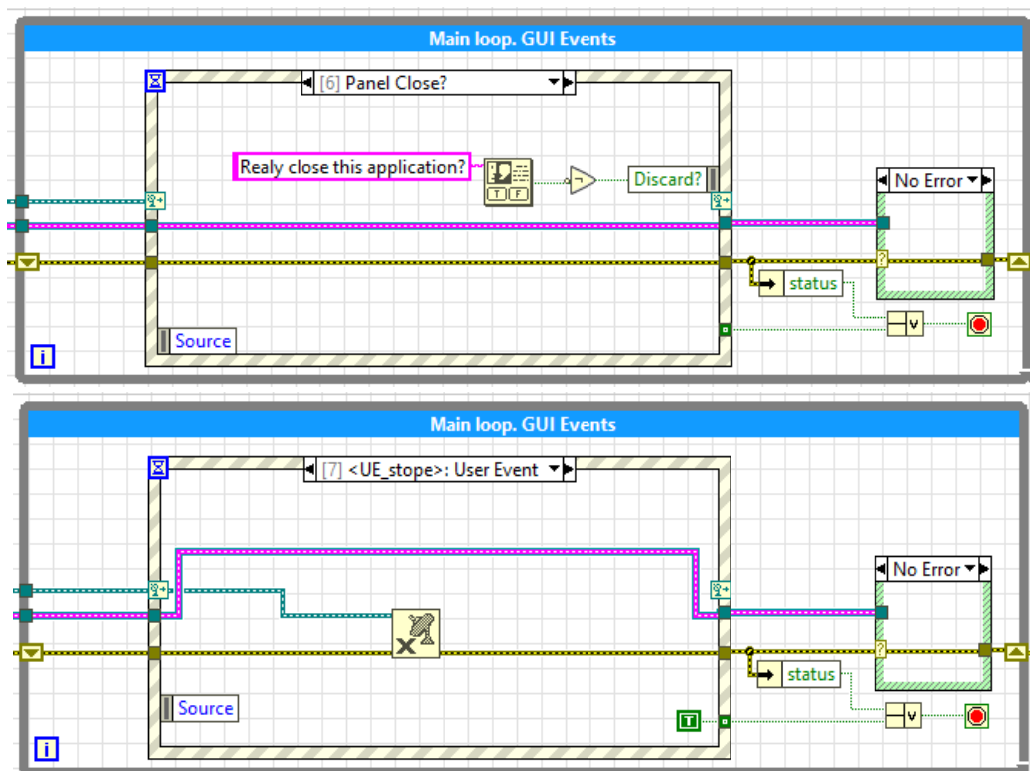 Main loop. GUI Events
[6] Panel Close?
Realy close this application?
T F
Discard?
No Error
?
status
v
Source
i
Main loop. GUI Events
[7] <UE_stope>: User Event
No Error
?
status
v
Source
T
i